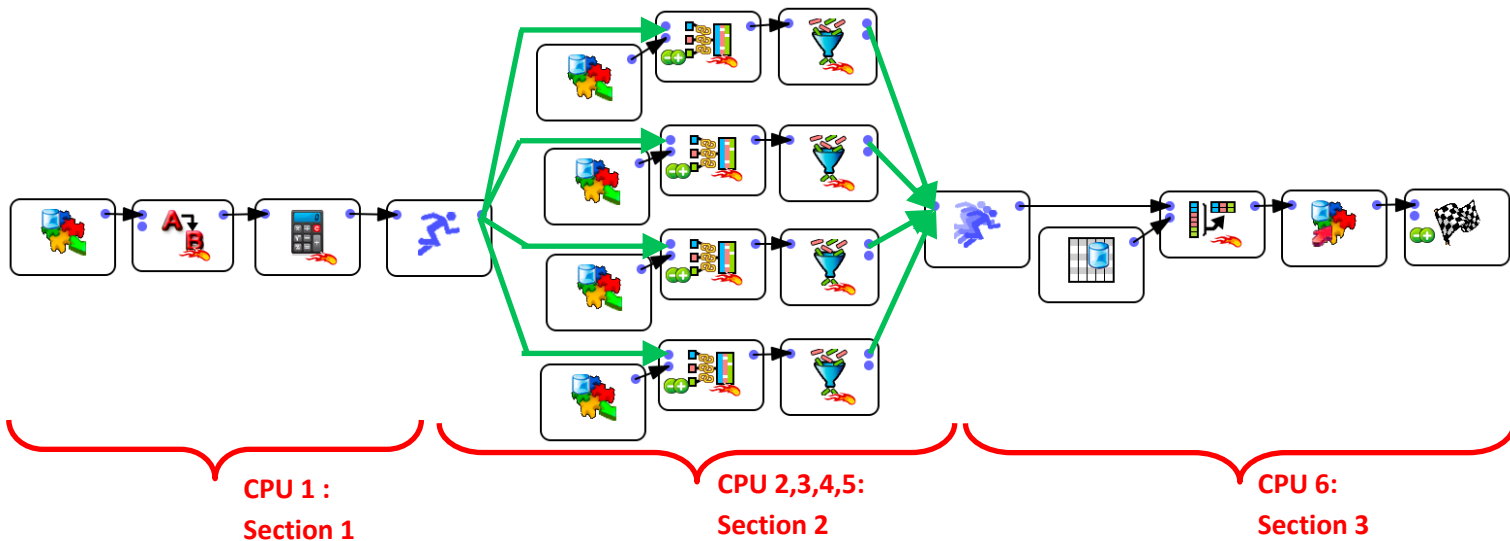 A
B
CPU 1 :
Section 1
CPU 2,3,4,5:
Section 2
CPU 6:
Section 3